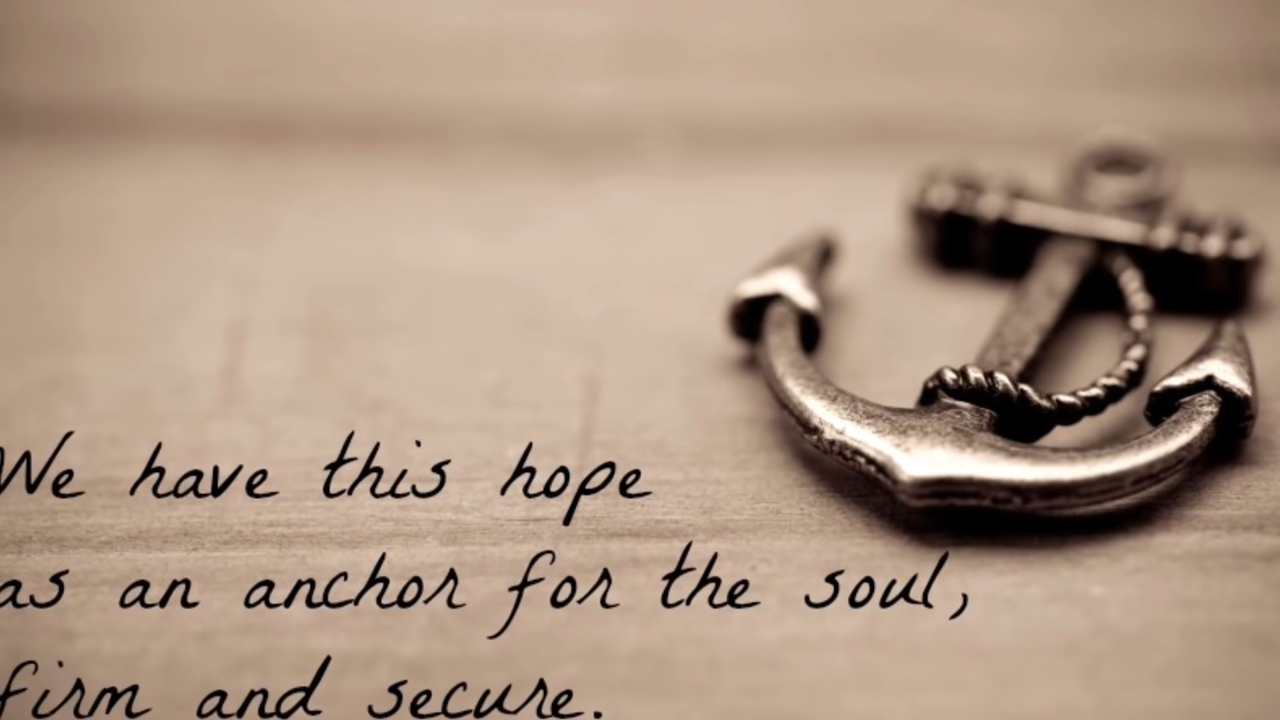 We have this hope
as an anchor for the soul,
firm and secure.